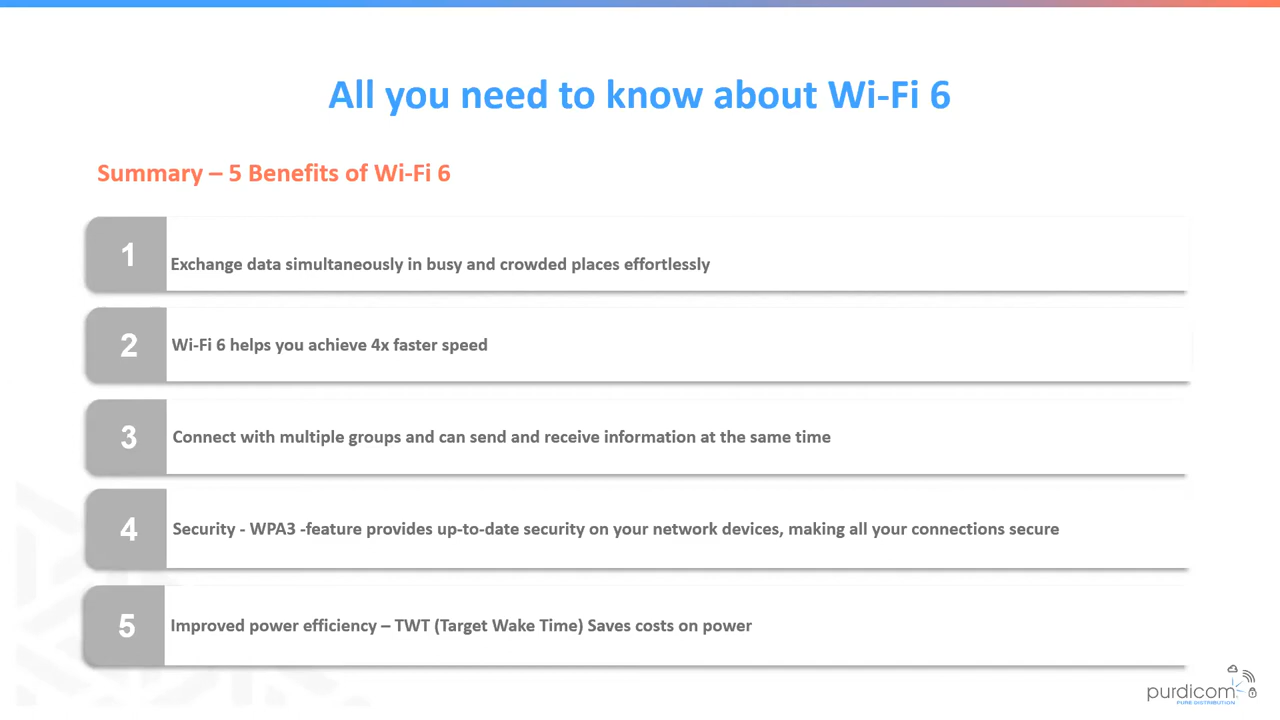 All you need to know about Wi-Fi 6
Summary – 5 Benefits of Wi-Fi 6
1
Exchange data simultaneously in busy and crowded places effortlessly
2
Wi-Fi 6 helps you achieve 4x faster speed
3
Connect with multiple groups and can send and receive information at the same time
4
Security - WPA3 -feature provides up-to-date security on your network devices, making all your connections secure
5
Improved power efficiency – TWT (Target Wake Time) Saves costs on power
purdicom
PURE DISTRIBUTION